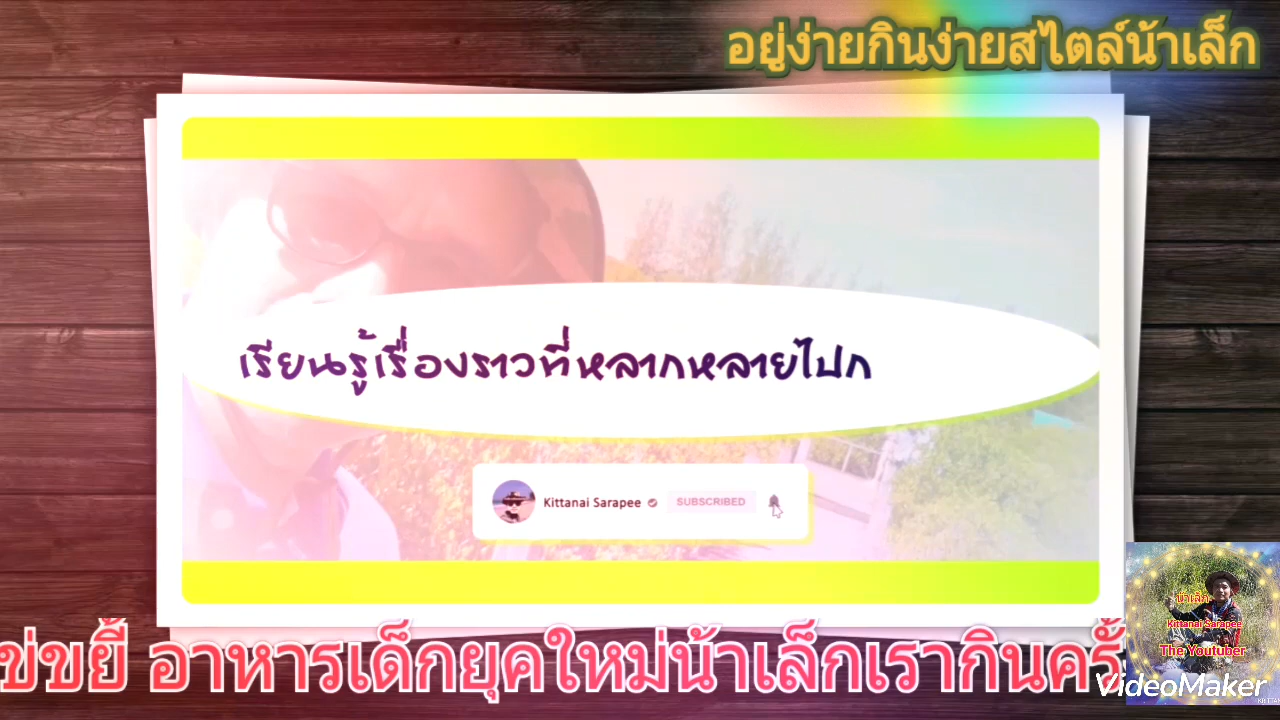 อยู่ง่ายกินง่ายสไตล์น้าเล็ก
เรียนรู้เรื่องราวที่หลากหลายไปก
Kittanai Sarapee
SUBSCRIBED
น้าเล็ก
Kittanai Sarapee
The Youtuber
ข่ขยี้ อาหารเด็กยุคใหม่น้าเล็กเรากินครั้
VideoMaker